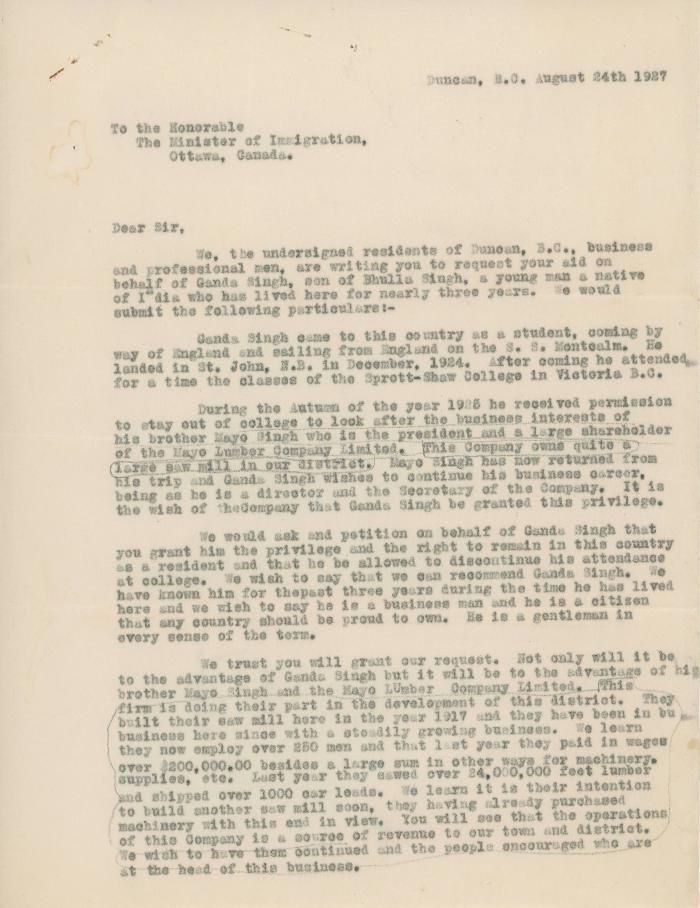 Duncan, B.C. August 24th 1927
To the Honorable
The Minister of Immigration,
Ottawa, Canada.
Dear Sir,
We, the undersigned residents of Duncan, B.C., business
and professional men, are writing you to request your aid on
behalf of Ganda Singh, son of Bhulla Singh, a young man a native
of I"dia who has lived here for nearly three years. We would
submit the following particulars:-
Ganda Singh came to this country as a student, coming by
way of England and sailing from England on the S. S. Montcalm. He
landed in St. John, N.B. in December, 1924. After coming he attended
for a time the classes of the Sprott-Shaw College in Victoria B.C.
During the Autumn of the year 1925 he received permission
to stay out of college to look after the business interests of
his brother Mayo Singh who is the president and a large shareholder
of the Mayo Lumber Company Limited. This Company owns quite a
large saw mill in our district. Mayo Singh has now returned from
his trip and Ganda Singh wishes to continue his business career,
being as he is a director and the Secretary of the Company. It is
the wish of theCompany that Ganda Singh be granted this privilege.
We would ask and petition on behalf of Ganda Singh that
you grant him the privilege and the right to remain in this country
as a resident and that he be allowed to discontinue his attendance
at college. We wish to say that we can recommend Ganda Singh. We
have known him for thepast three years during the time he has lived
here and we wish to say he is a business man and he is a citizen
that any country should be proud to own. He is a gentleman in
every sense of the term.
We trust you will grant our request. Not only will it be
to the advantage of Ganda Singh but it will be to the advantage of his
brother Mayo Singh and the Mayo LUmber Company Limited. This
firm is doing their part in the development of this district. They
built their saw mill here in the year 1917 and they have been in bu
business here since with a steadily growing business. We learn
they now employ over 250 men and that last year they paid in wages
over $200,000.00 besides a large sum in other ways for machinery,
supplies, etc. Last year they sawed over 24,000,000 feet lumber
and shipped over 1000 car loads. We learn it is their intention
to build another saw mill soon, they having already purchased
machinery with this end in view. You will see that the operations
of this Company is a source of revenue to our town and district.
We wish to have them continued and the people encouraged who are
at the head of this business.